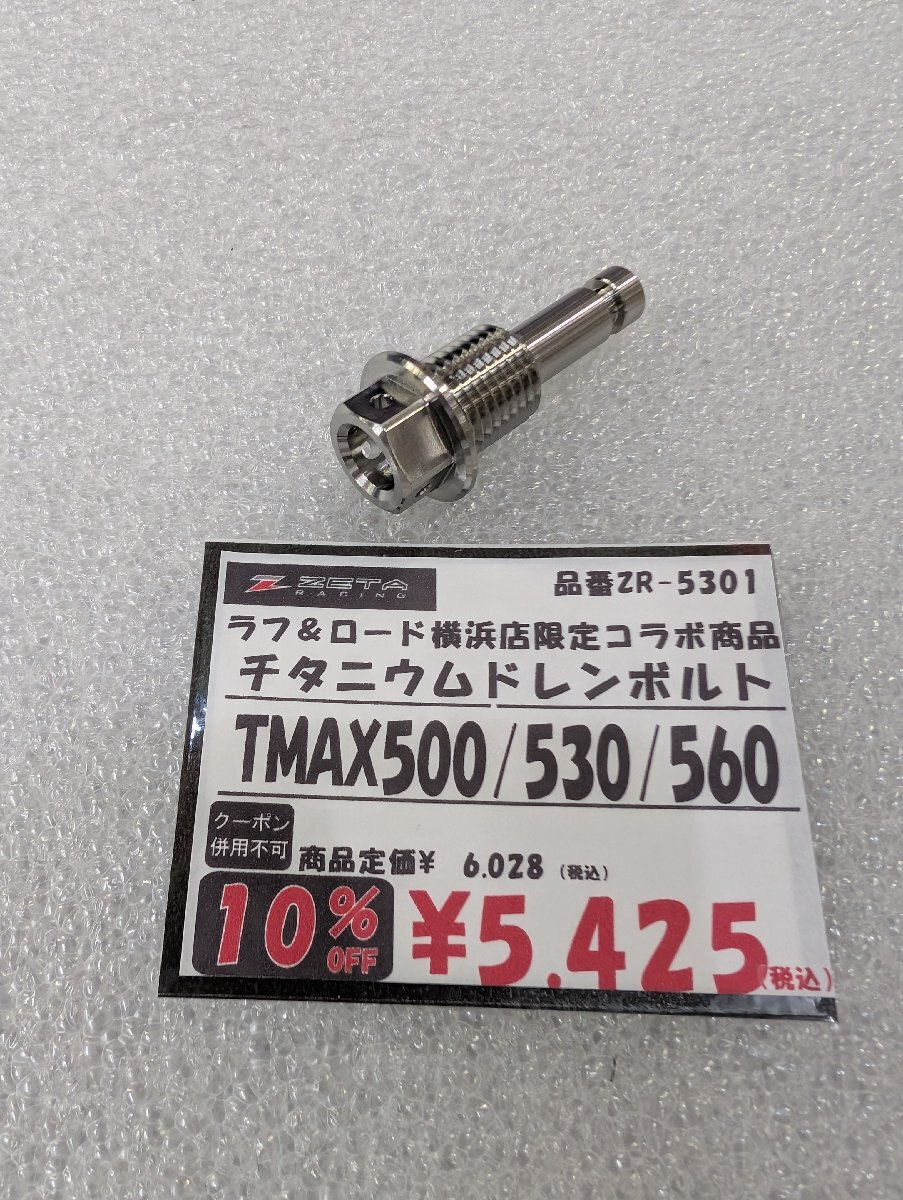 ZETA
RACING
品番ZR-5301
ラフ&ロード横浜店限定コラボ商品
チタニウムドレンボルト
TMAX500/530/560
クーポン
併用不可
商品定価¥ 6.028 (税込)
10%
OFF
¥5.425(税込)